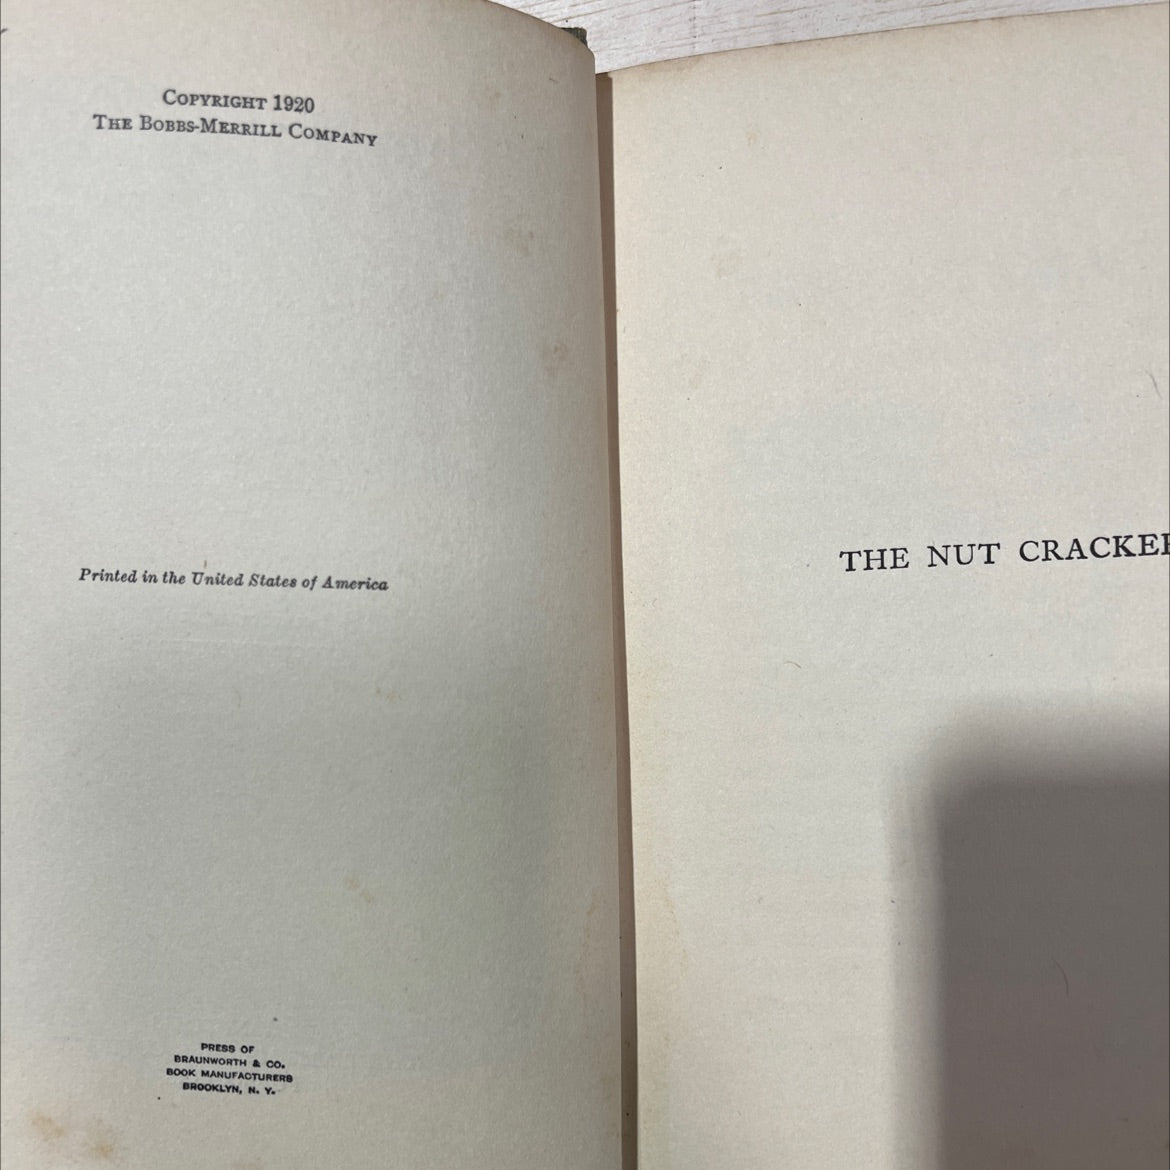 COPYRIGHT 1920
THE BOBBS-MERRILL COMPANY
Printed in the United States of America
PRESS OF
BRAUNWORTH & CO.
BOOK MANUFACTURERS
BROOKLYN, N. Y.
THE NUT CRACKER